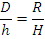 D/h = R/H